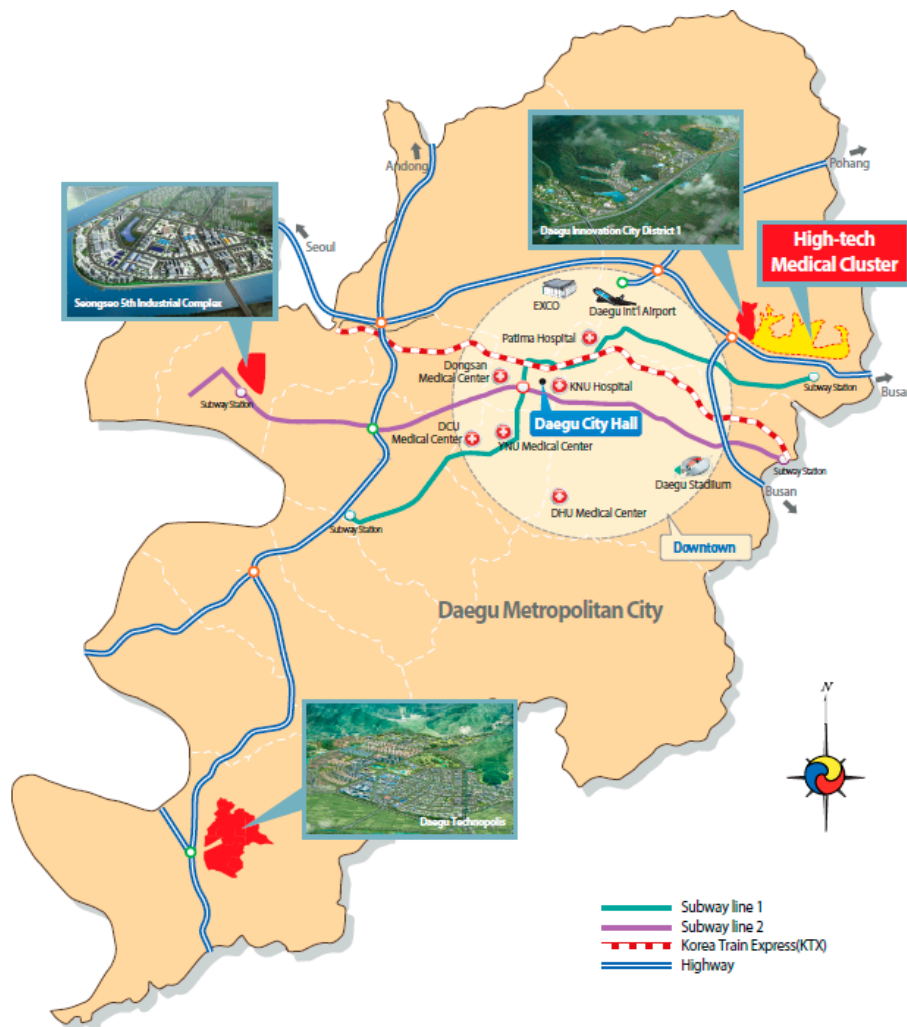 Andong
Pohang
Seoul
Seongseo 5th Industrial Complex
Daegu Innovation City District 1
High-tech
Medical Cluster
EXCO
Daegu Int'l Airport
Patima Hospital
Dongsan
Medical Center
KNU Hospital
Subway Station
Busan
Subway Station
Daegu City Hall
DCU
Medical Center
YNU Medical Center
Daegu Stadium
Subway Station
Busan
DHU Medical Center
Subway Station
Downtown
Daegu Metropolitan City
Daegu Technopolis
N
Subway line 1
Subway line 2
Korea Train Express(KTX)
Highway